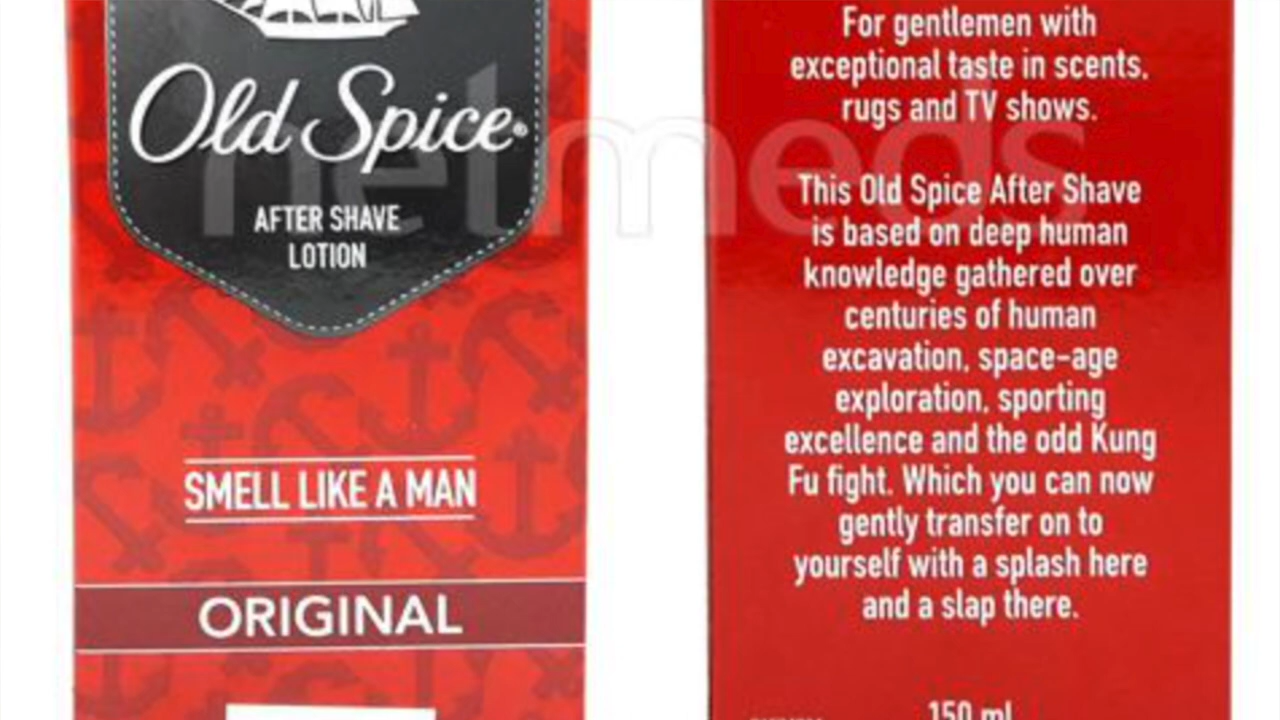 Old Spice
AFTER SHAVE
LOTION
SMELL LIKE A MAN
ORIGINAL
For gentlemen with
exceptional taste in scents,
rugs and TV shows.
This Old Spice After Shave
is based on deep human
knowledge gathered over
centuries of human
excavation, space-age
exploration, sporting
excellence and the odd Kung
Fu fight. Which you can now
gently transfer on to
yourself with a splash here
and a slap there.
150 ml
netmeds